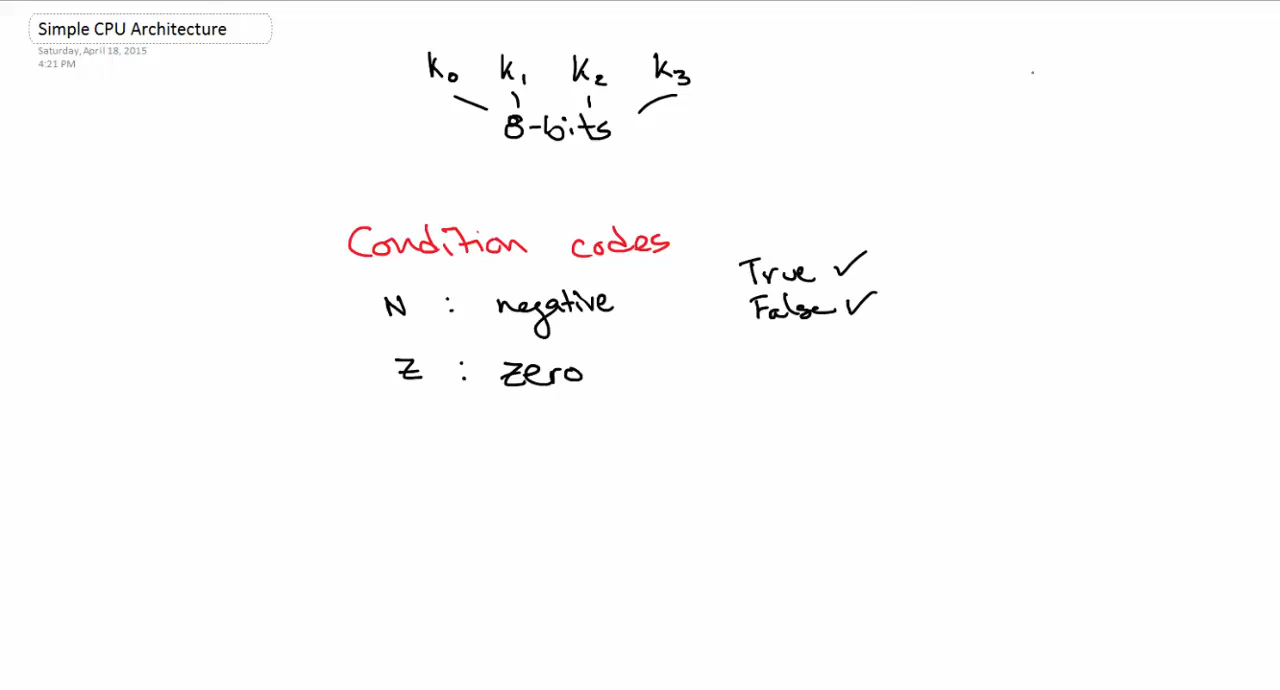 Simple CPU Architecture
Saturday, April 18, 2015
4:21 PM
K0 K1 K2 K3
8-bits
Condition codes
True ✓
N : negative
False ✓
Z : zero